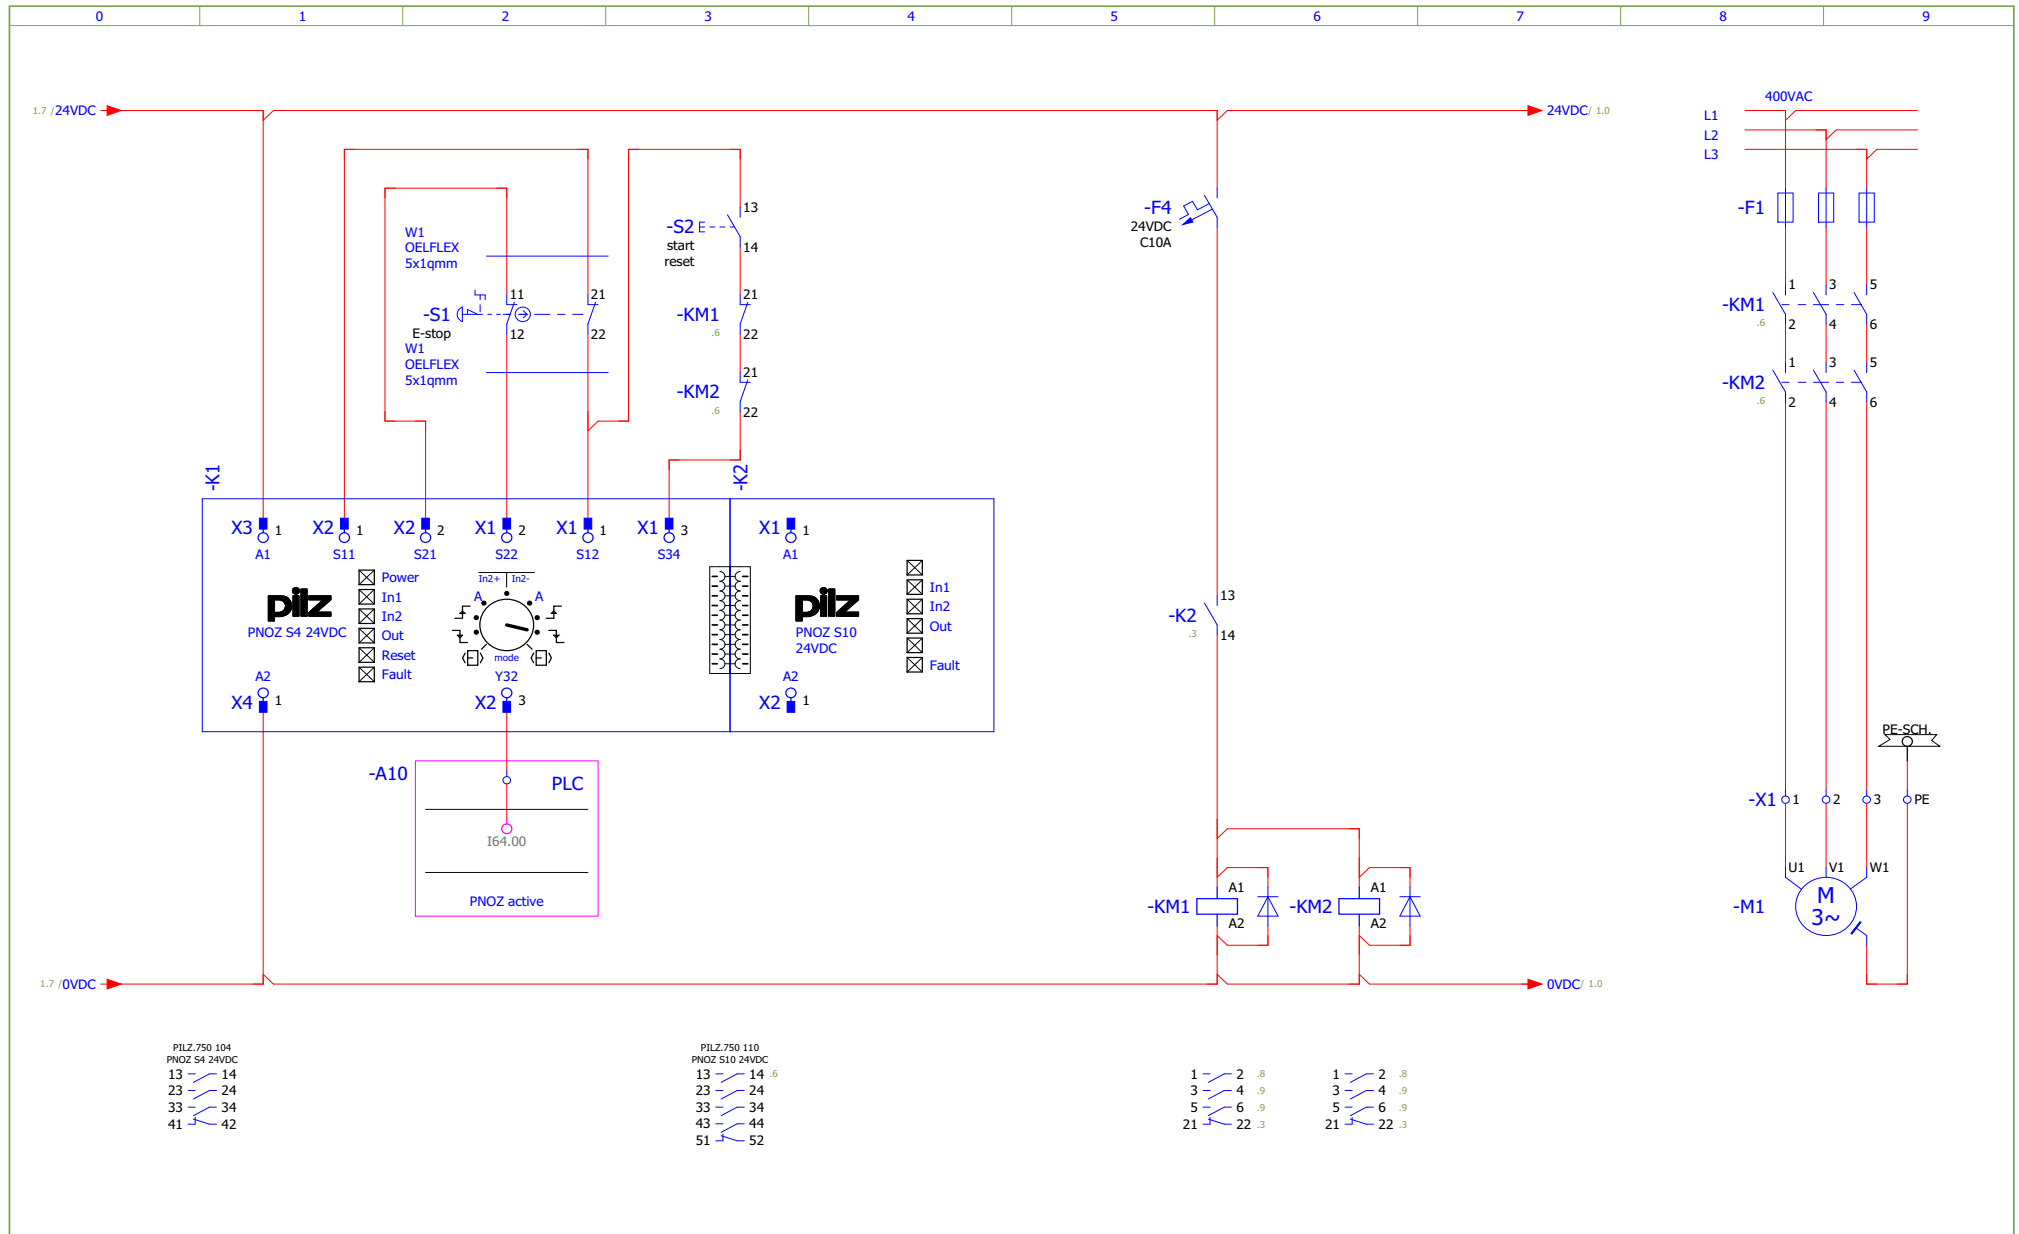 0 1 2 3 4 5 6 7 8 9
1.7 /24VDC
24VDC/ 1.0
400VAC
L1
L2
L3
-F1
W1
OELFLEX
5x1qmm
-S1
E-stop
11
12
21
22
W1
OELFLEX
5x1qmm
-S2
start
reset
13
14
-KM1
.6
21
22
-KM2
.6
21
22
-F4
24VDC
C10A
-KM1
.6
1 3 5
2 4 6
-KM2
.6
1 3 5
2 4 6
-K1
-K2
X3 1
A1
X2 1
S11
X2 2
S21
X1 2
S22
X1 1
S12
X1 3
S34
X1 1
A1
pilz
PNOZ S4 24VDC
Power
In1
In2
Out
Reset
Fault
In2+ In2-
A A
mode
Y32
X2 3
A2
X4 1
pilz
PNOZ S10
24VDC
In1
In2
Out
Fault
A2
X2 1
-K2
.3
13
14
-A10
PLC
I64.00
PNOZ active
PE-SCH.
-X1 1 2 3 PE
U1 V1 W1
-M1
M
3~
-KM1
A1
A2
-KM2
A1
A2
1.7 /0VDC
0VDC/ 1.0
PILZ.750 104
PNOZ S4 24VDC
13 14
23 24
33 34
41 42
PILZ.750 110
PNOZ S10 24VDC
13 14 .6
23 24
33 34
43 44
51 52
1 2 .8
3 4 .9
5 6 .9
21 22 .3
1 2 .8
3 4 .9
5 6 .9
21 22 .3